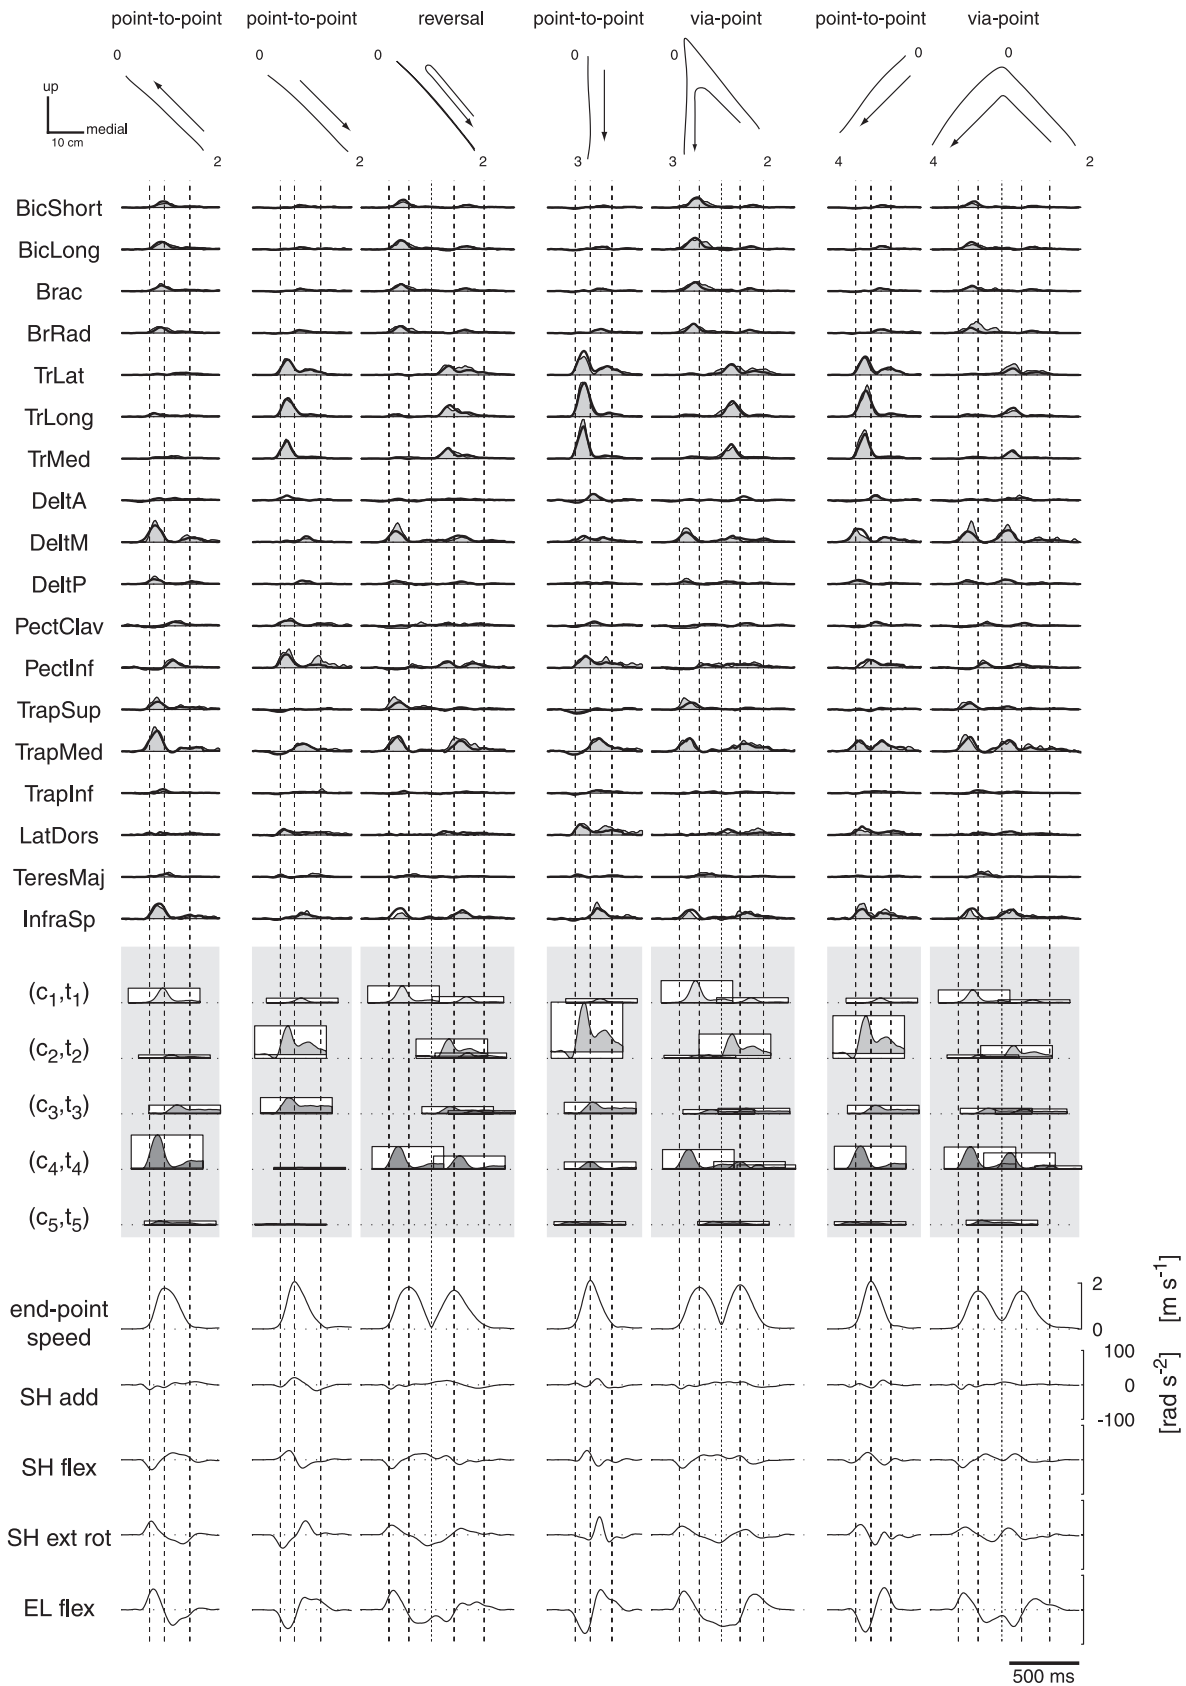 point-to-point point-to-point reversal point-to-point via-point point-to-point via-point
0 0 0 0 0 0 0
up
medial
10 cm
2 2 2 3 3 2 4 4 2
BicShort
BicLong
Brac
BrRad
TrLat
TrLong
TrMed
DeltA
DeltM
DeltP
PectClav
PectInf
TrapSup
TrapMed
TrapInf
LatDors
TeresMaj
InfraSp
(c1,t1)
(c2,t2)
(c3,t3)
(c4,t4)
(c5,t5)
end-point
speed
2
0
[m s-1]
SH add
100
0
-100
[rad s-2]
SH flex
SH ext rot
EL flex
500 ms